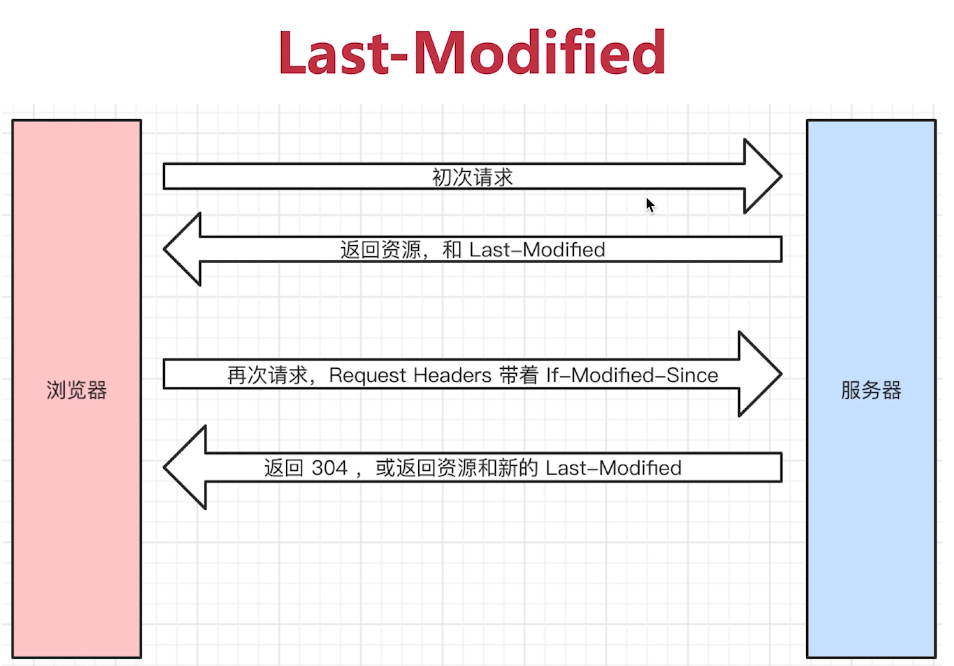 Last-Modified
初次请求
返回资源，和 Last-Modified
再次请求，Request Headers 带着 If-Modified-Since
浏览器
服务器
返回 304 ，或返回资源和新的 Last-Modified